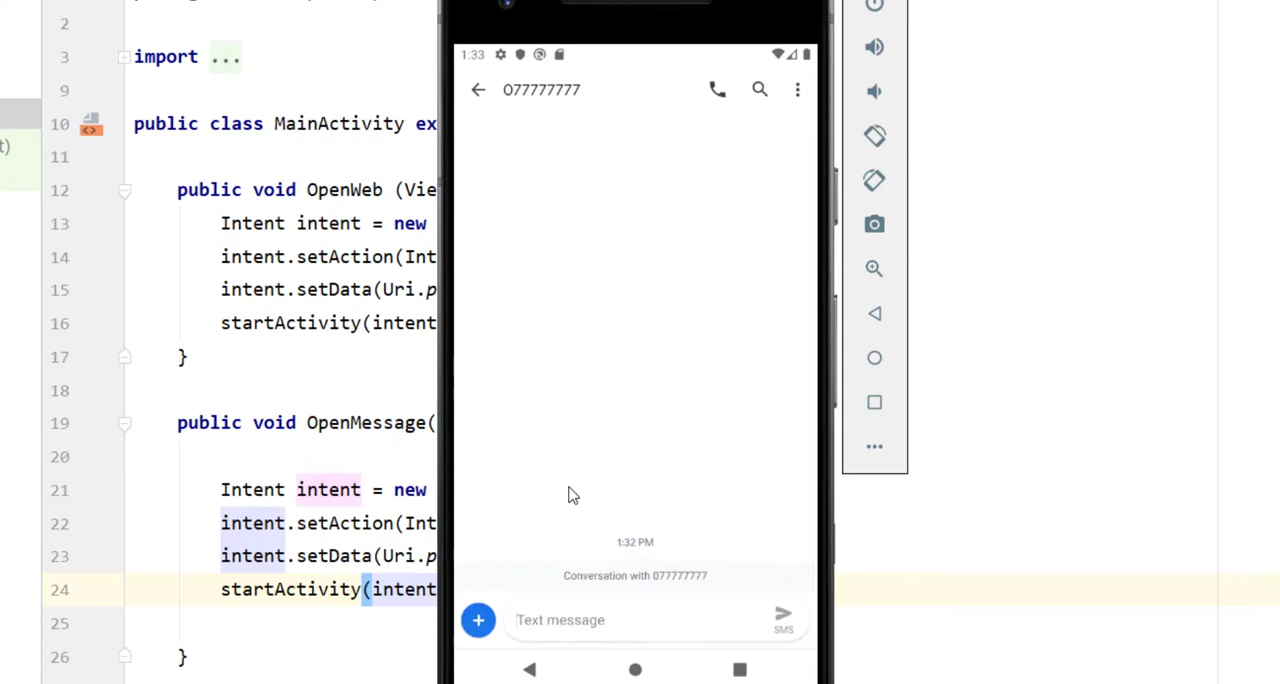 2
3 import ...
9
10 public class MainActivity ex
11
12 public void OpenWeb (Vie
13 Intent intent = new
14 intent.setAction(Int
15 intent.setData(Uri.p
16 startActivity(intent
17 }
18
19 public void OpenMessage(
20
21 Intent intent = new
22 intent.setAction(Int
23 intent.setData(Uri.p
24 startActivity(intent
25
26 }
t)
1:33
077777777
1:32 PM
Conversation with 077777777
Text message
SMS